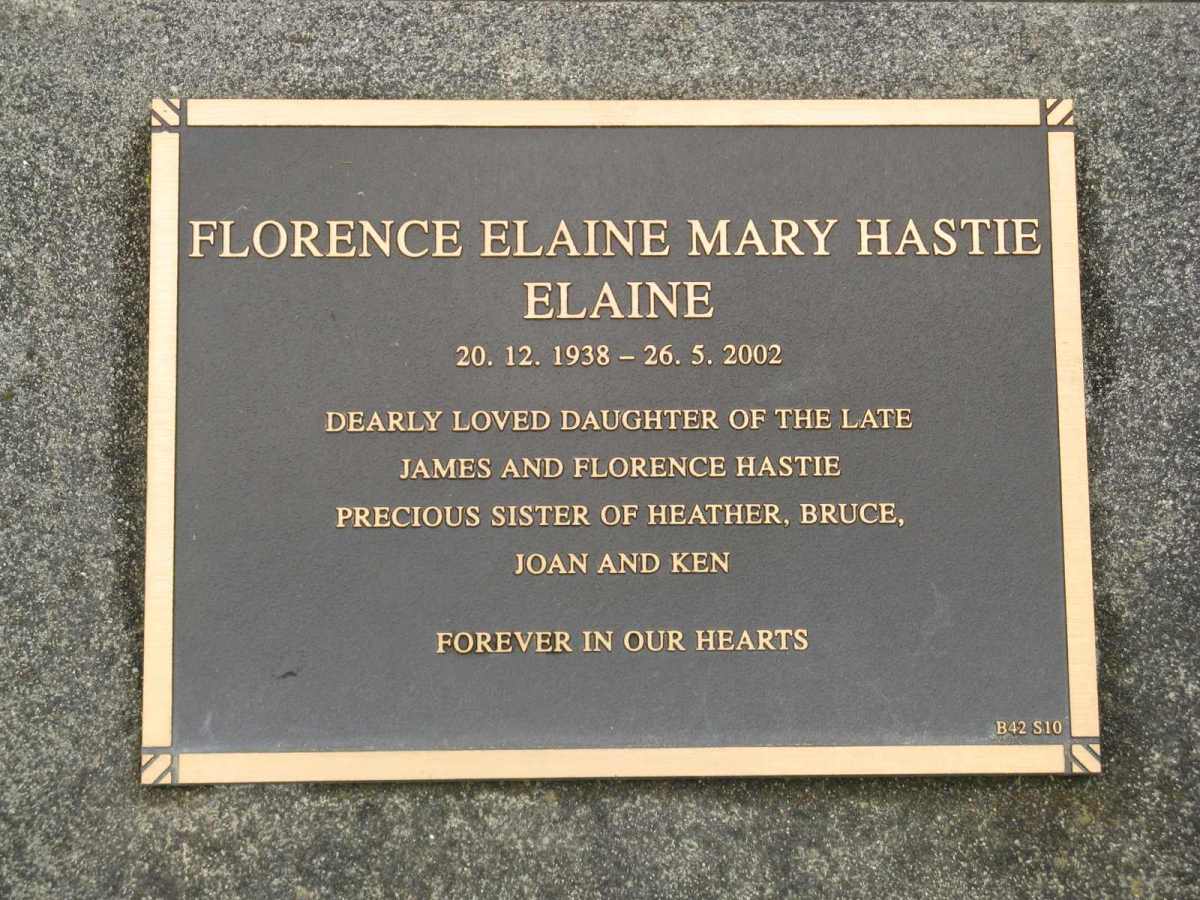 FLORENCE ELAINE MARY HASTIE
ELAINE
20. 12. 1938 – 26. 5. 2002
DEARLY LOVED DAUGHTER OF THE LATE
JAMES AND FLORENCE HASTIE
PRECIOUS SISTER OF HEATHER, BRUCE,
JOAN AND KEN
FOREVER IN OUR HEARTS
B42 S10